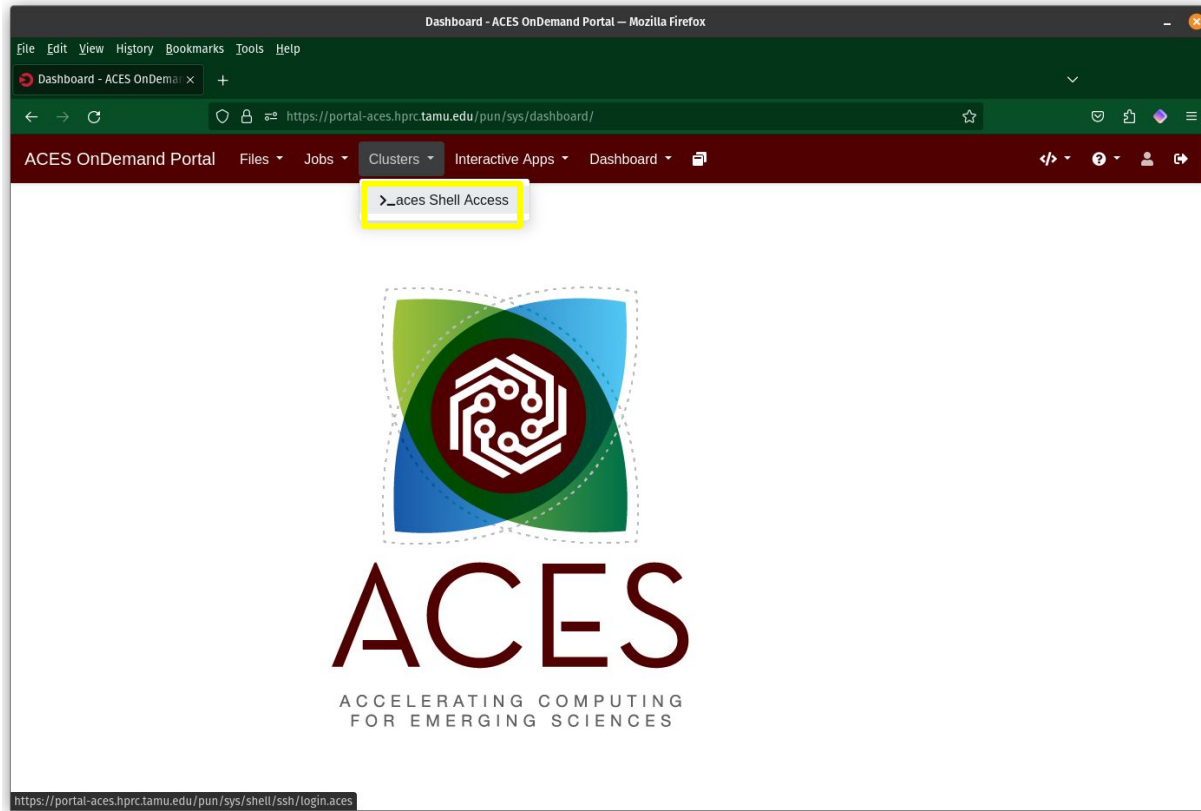 Dashboard - ACES OnDemand Portal — Mozilla Firefox
File Edit View History Bookmarks Tools Help
Dashboard - ACES OnDeman
https://portal-aces.hprc.tamu.edu/pun/sys/dashboard/
ACES OnDemand Portal Files Jobs Clusters Interactive Apps Dashboard
>_aces Shell Access
ACES
ACCELERATING COMPUTING
FOR EMERGING SCIENCES
https://portal-aces.hprc.tamu.edu/pun/sys/shell/ssh/login.aces